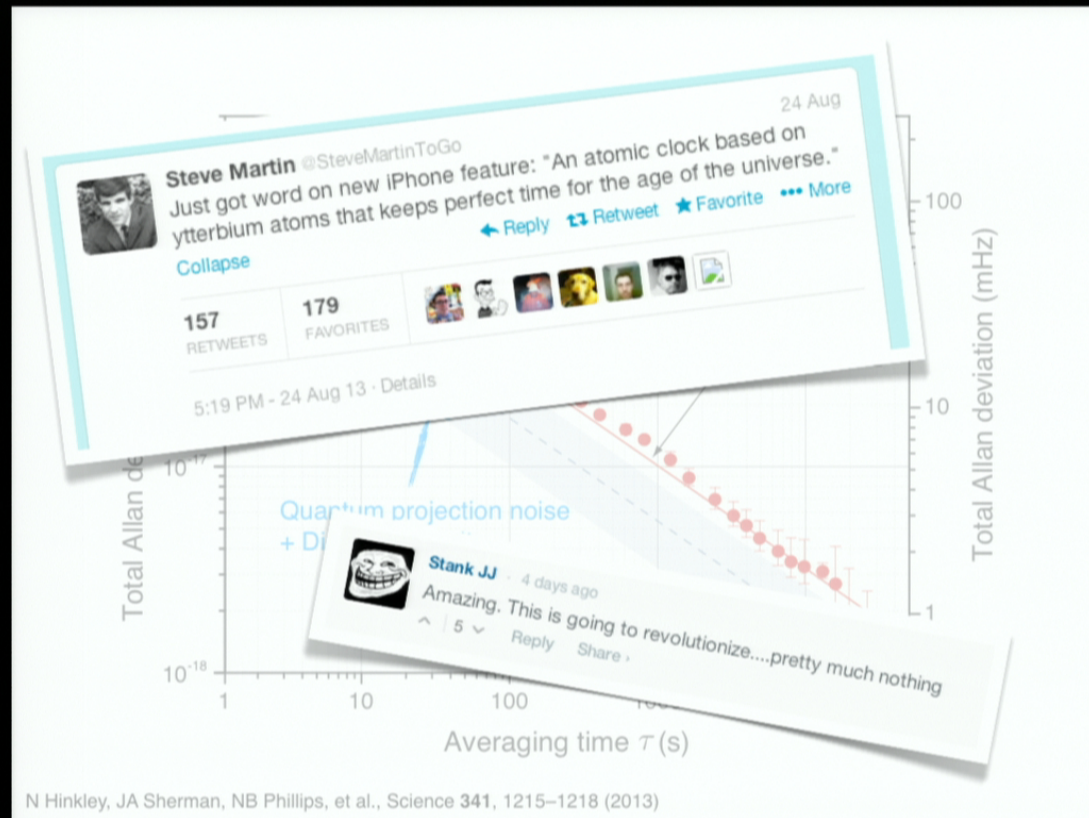 24 Aug
Steve Martin @SteveMartinToGo
Just got word on new iPhone feature: "An atomic clock based on
ytterbium atoms that keeps perfect time for the age of the universe."
Reply Retweet Favorite ••• More
Collapse
157
RETWEETS
179
FAVORITES
5:19 PM - 24 Aug 13 · Details
100
10
1
Total Allan deviation (mHz)
Total Allan de
10⁻¹⁷
10⁻¹⁸
Quantum projection noise
+ Di
Stank JJ · 4 days ago
Amazing. This is going to revolutionize....pretty much nothing
5 Reply Share ›
1 10 100
Averaging time τ (s)
N Hinkley, JA Sherman, NB Phillips, et al., Science 341, 1215–1218 (2013)